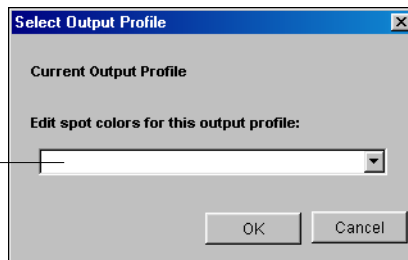 Select Output Profile
Current Output Profile
Edit spot colors for this output profile:
OK
Cancel